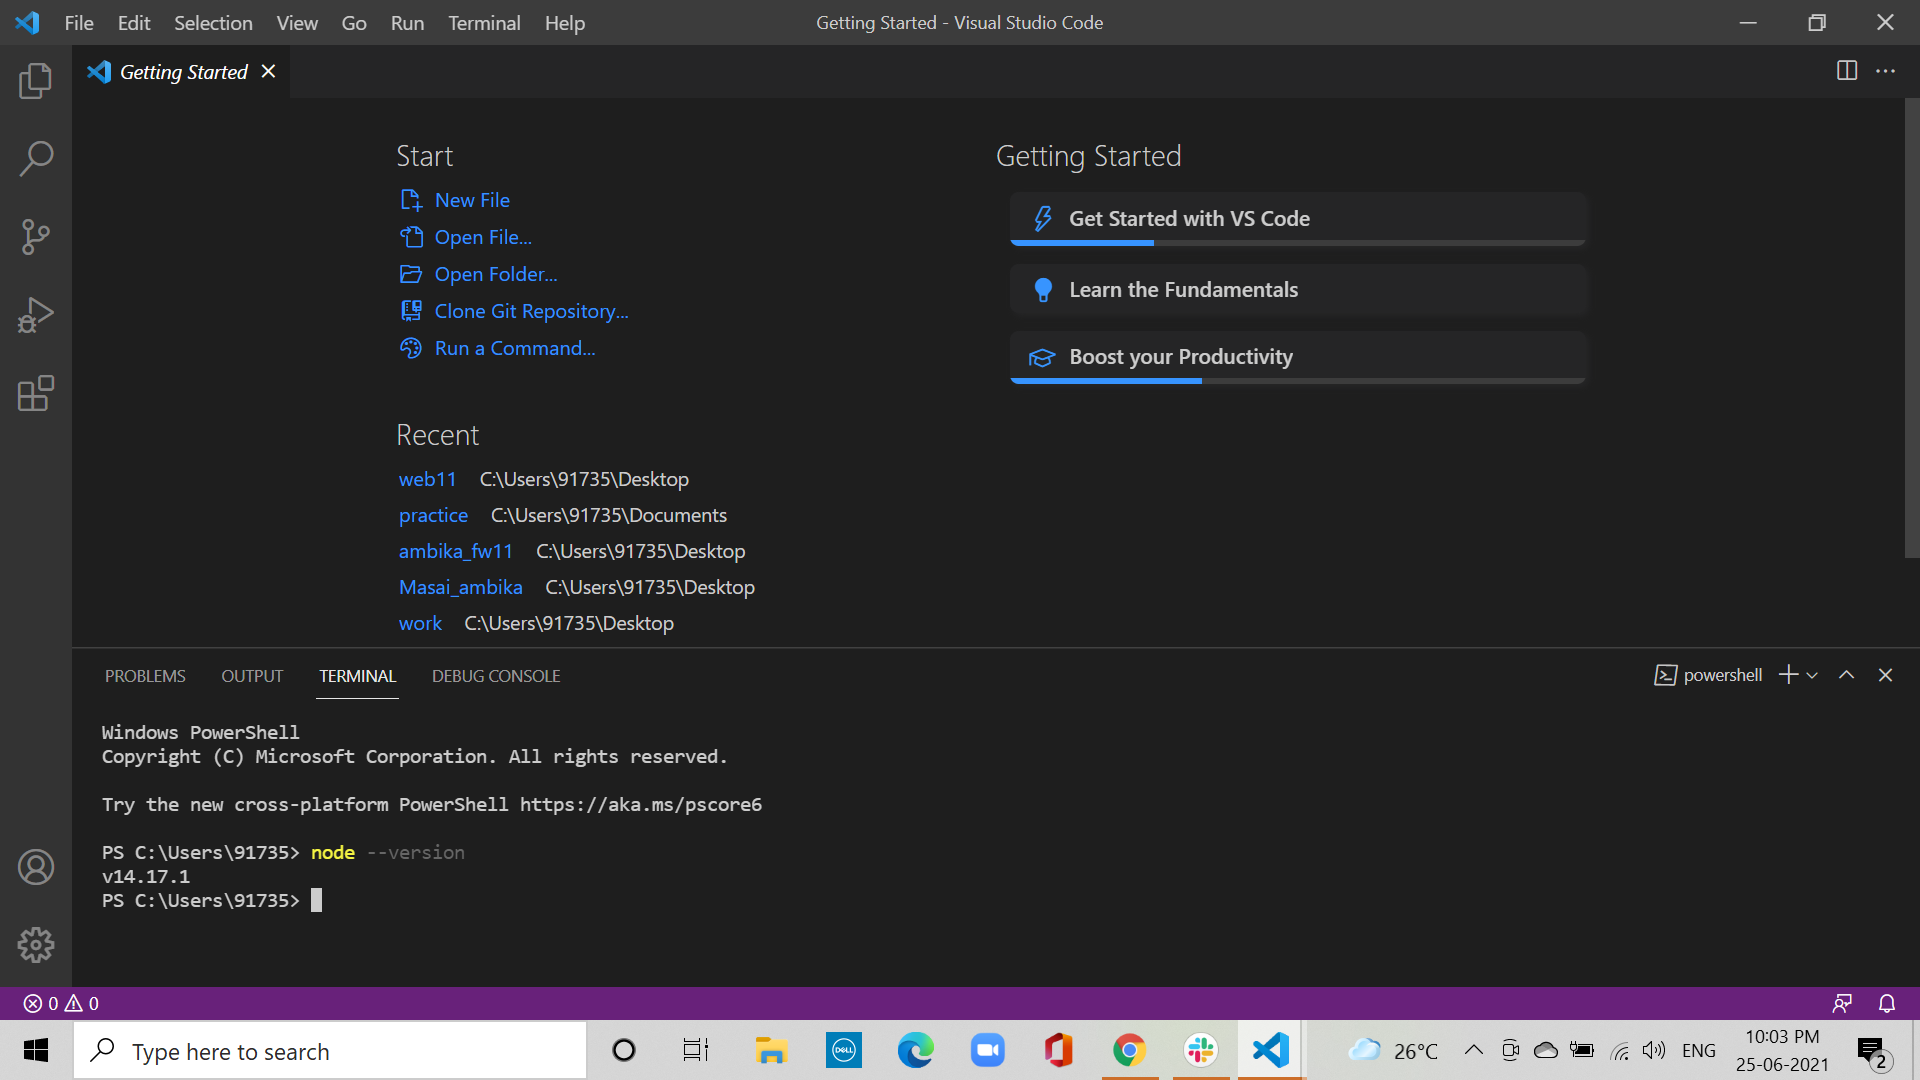 File Edit Selection View Go Run Terminal Help Getting Started - Visual Studio Code
Getting Started
Start
New File
Open File...
Open Folder...
Clone Git Repository...
Run a Command...
Recent
web11 C:\Users\91735\Desktop
practice C:\Users\91735\Documents
ambika_fw11 C:\Users\91735\Desktop
Masai_ambika C:\Users\91735\Desktop
work C:\Users\91735\Desktop
Getting Started
Get Started with VS Code
Learn the Fundamentals
Boost your Productivity
PROBLEMS OUTPUT TERMINAL DEBUG CONSOLE powershell
Windows PowerShell
Copyright (C) Microsoft Corporation. All rights reserved.
Try the new cross-platform PowerShell https://aka.ms/pscore6
PS C:\Users\91735> node --version
v14.17.1
PS C:\Users\91735>
0 0
Type here to search
DELL
26°C ENG
10:03 PM
25-06-2021
2